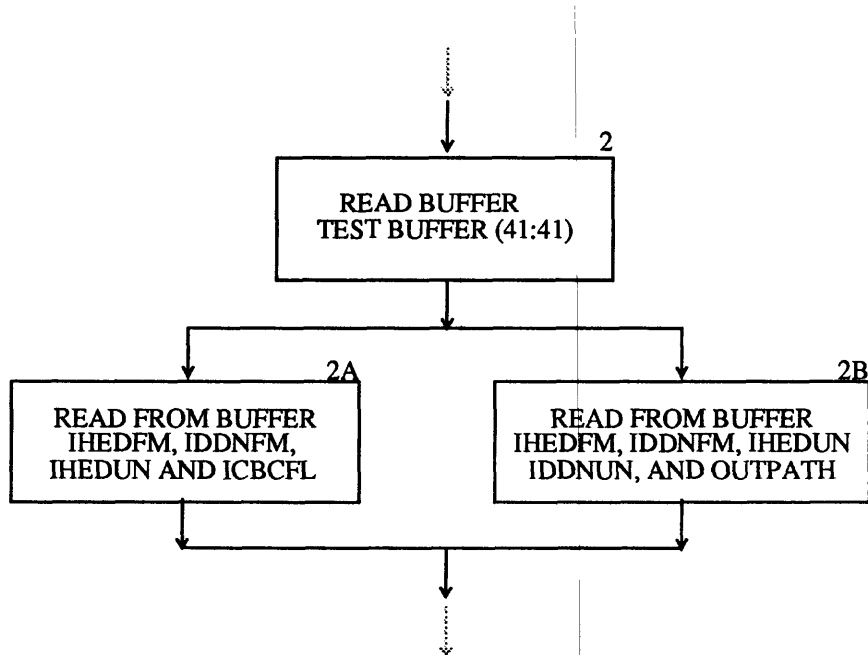 2
READ BUFFER
TEST BUFFER (41:41)
2A
READ FROM BUFFER
IHEDFM, IDDNFM,
IHEDUN AND ICBCFL
2B
READ FROM BUFFER
IHEDFM, IDDNFM, IHEDUN
IDDNUN, AND OUTPATH